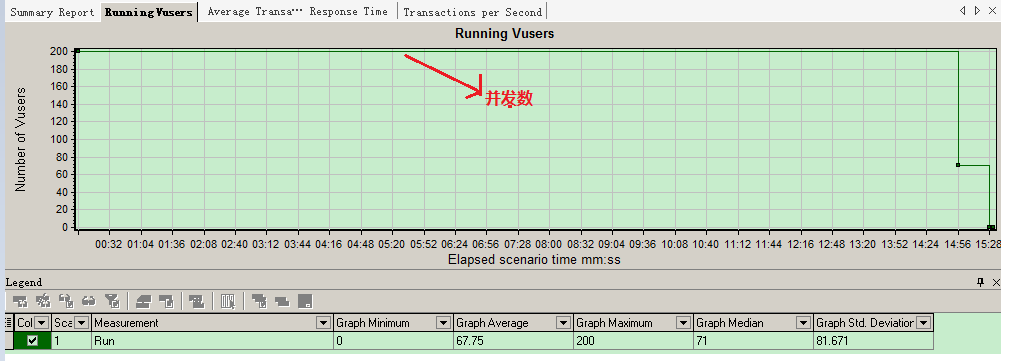 Summary Report Running Vusers Average Transa… Response Time Transactions per Second
Running Vusers
200
180
160
140
120
100
80
60
40
20
0
Number of Vusers
并发数
00:32 01:04 01:36 02:08 02:40 03:12 03:44 04:16 04:48 05:20 05:52 06:24 06:56 07:28 08:00 08:32 09:04 09:36 10:08 10:40 11:12 11:44 12:16 12:48 13:20 13:52 14:24 14:56 15:28
Elapsed scenario time mm:ss
Legend
Col Sca Measurement Graph Minimum Graph Average Graph Maximum Graph Median Graph Std. Deviation
1 Run 0 67.75 200 71 81.671